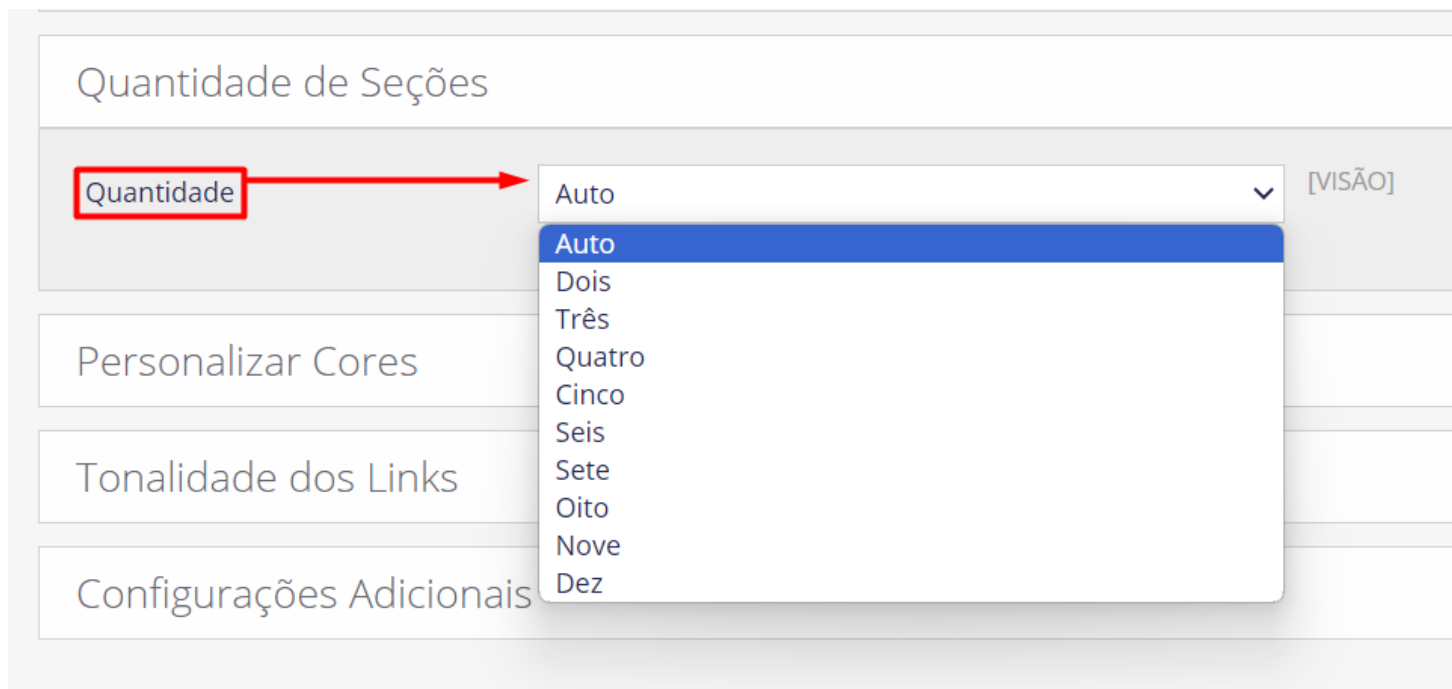 Quantidade de Seções
Quantidade
Auto
[VISÃO]
Auto
Dois
Três
Quatro
Cinco
Seis
Sete
Oito
Nove
Dez
Personalizar Cores
Tonalidade dos Links
Configurações Adicionais